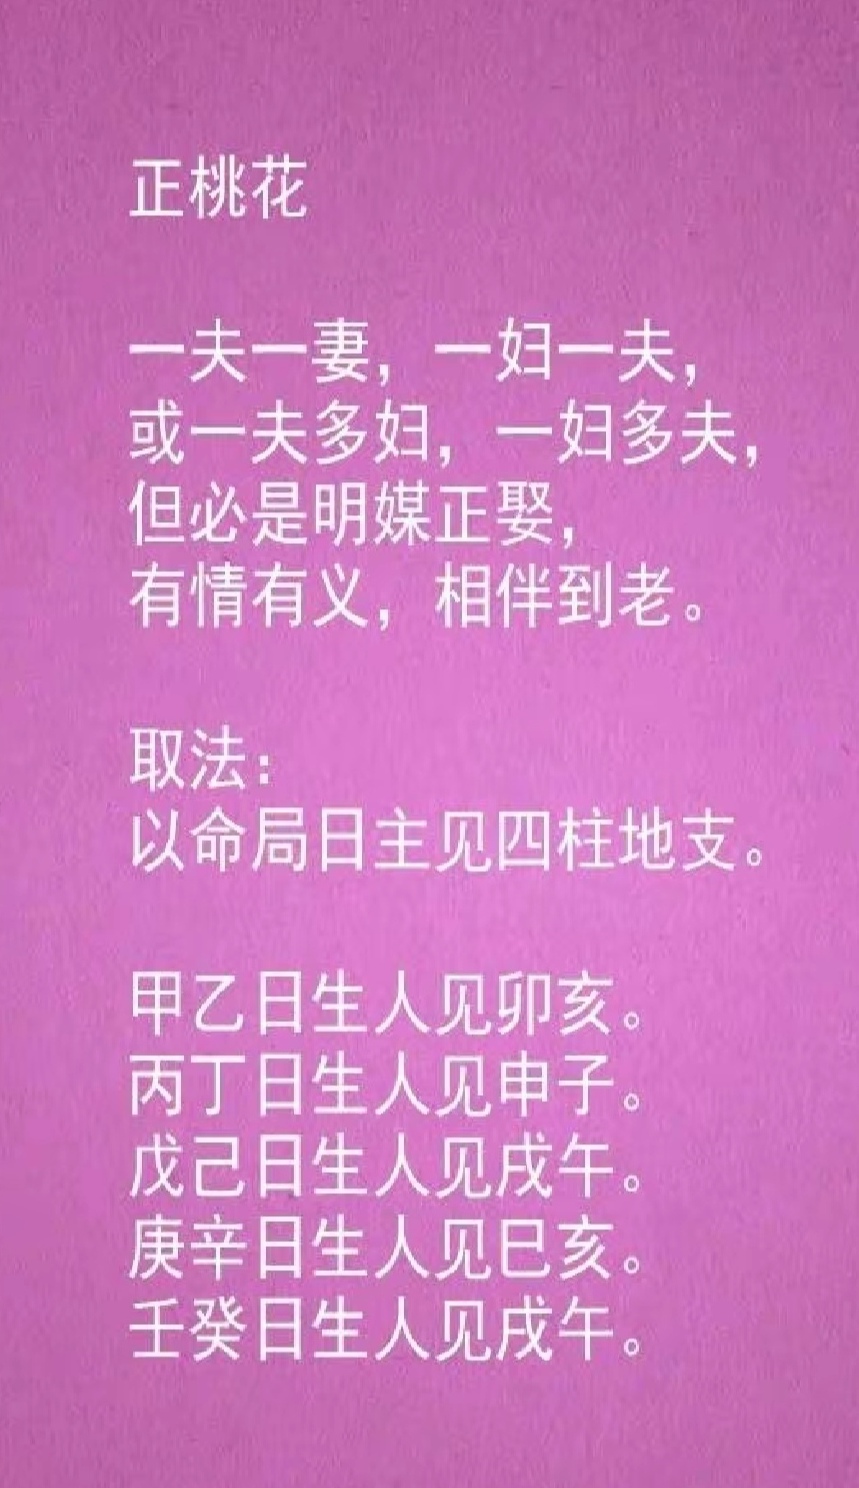 正桃花
一夫一妻，一妇一夫，
或一夫多妇，一妇多夫，
但必是明媒正娶，
有情有义，相伴到老。
取法：
以命局日主见四柱地支。
甲乙日生人见卯亥。
丙丁日生人见申子。
戊己日生人见戌午。
庚辛日生人见巳亥。
壬癸日生人见戌午。